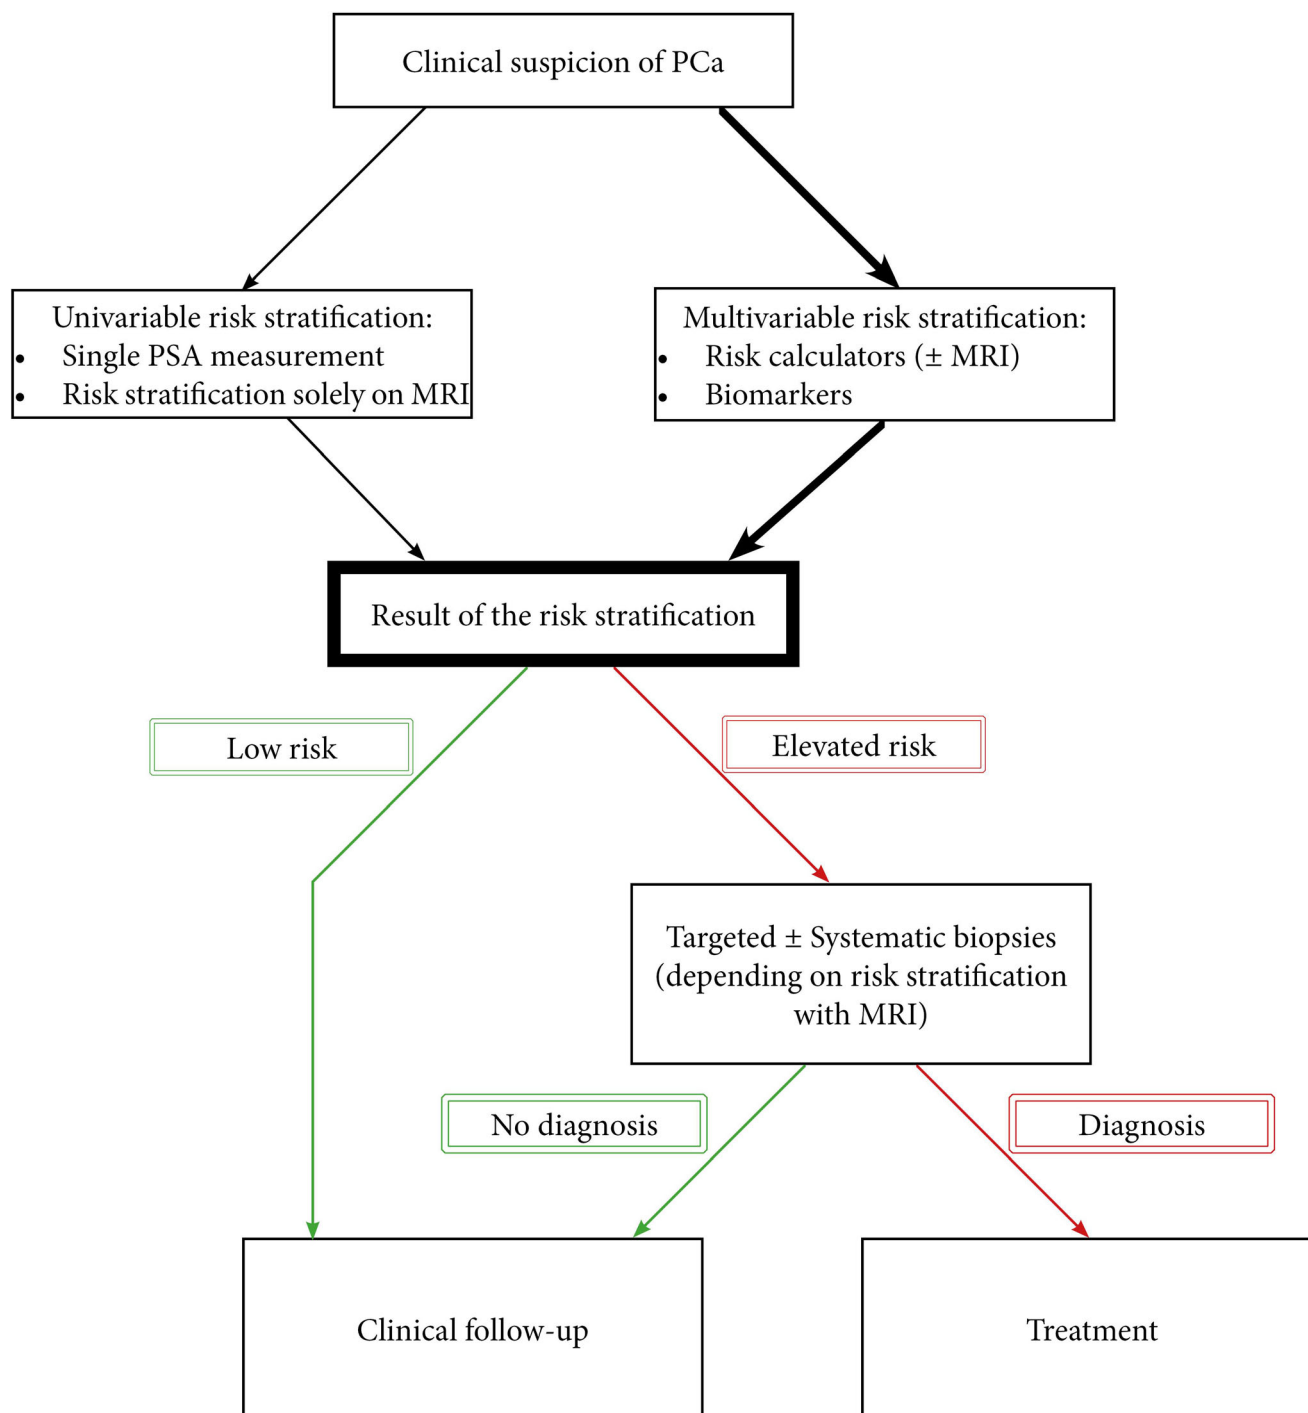 Clinical suspicion of PCa
Univariable risk stratification:
• Single PSA measurement
• Risk stratification solely on MRI
Multivariable risk stratification:
• Risk calculators (± MRI)
• Biomarkers
Result of the risk stratification
Low risk
Elevated risk
Targeted ± Systematic biopsies
(depending on risk stratification
with MRI)
No diagnosis
Diagnosis
Clinical follow-up
Treatment